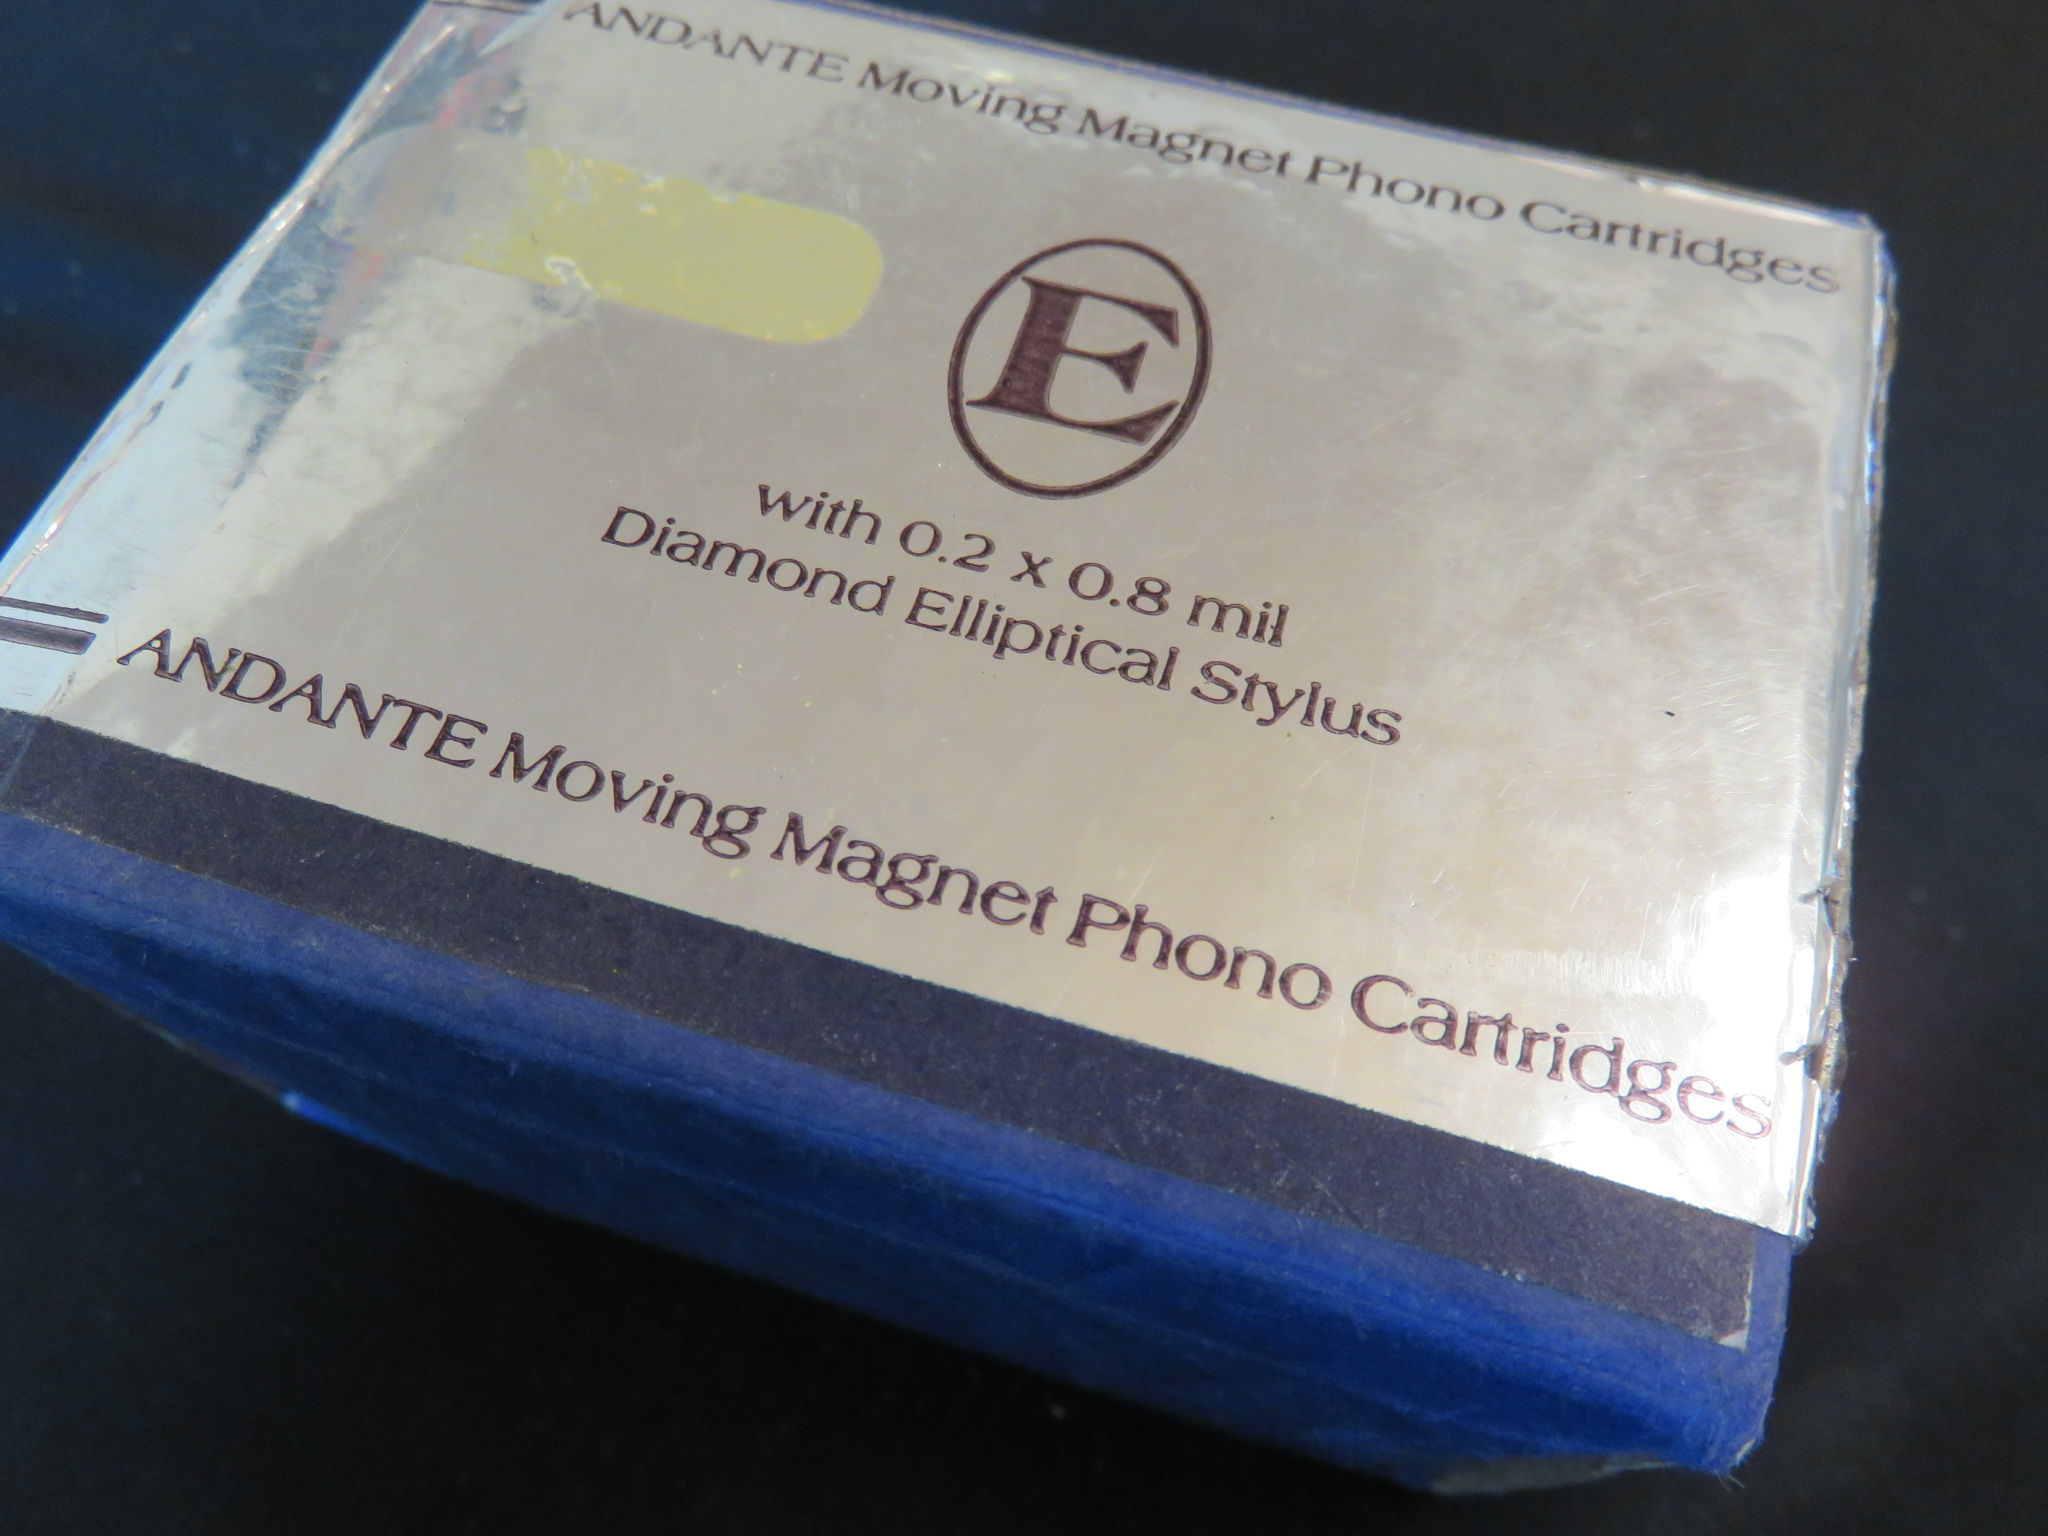 ANDANTE Moving Magnet Phono Cartridges
E
with 0.2 x 0.8 mil
Diamond Elliptical Stylus
ANDANTE Moving Magnet Phono Cartridges